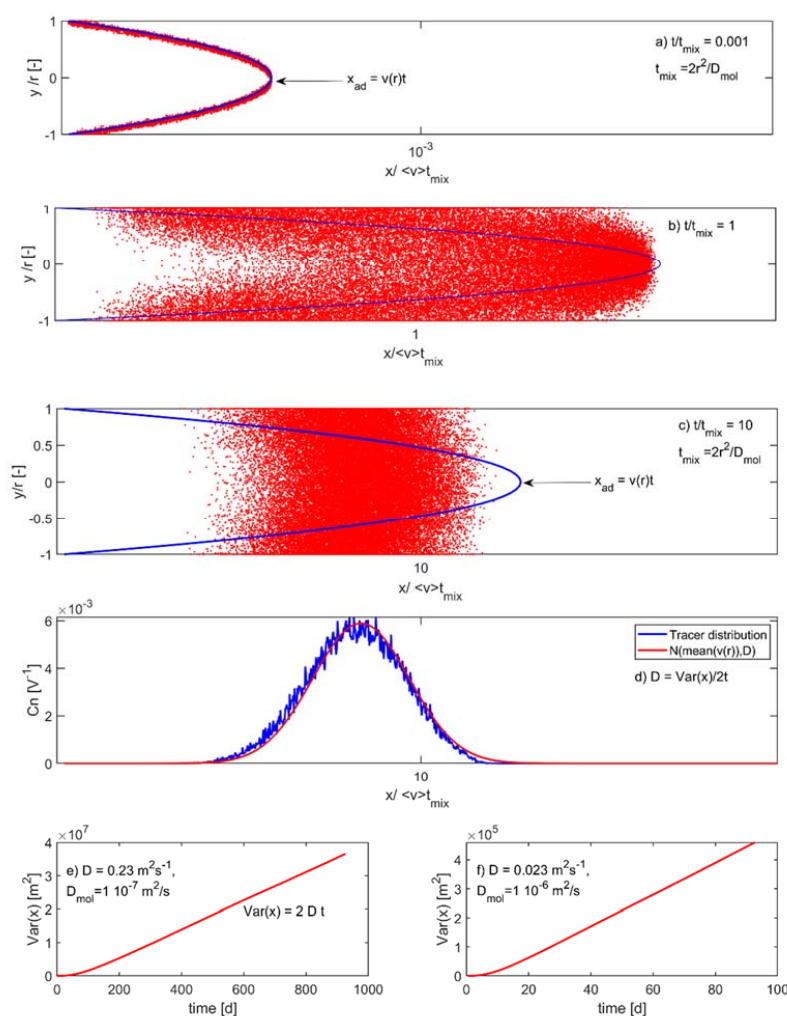 1
0
-1
y /r [-]
a) t/t_mix = 0.001
t_mix =2r²/D_mol
x_ad = v(r)t
10⁻³
x/ <v>t_mix
1
0
-1
y /r [-]
b) t/t_mix = 1
1
x/<v>t_mix
1
0.5
0
-0.5
-1
y/r [-]
c) t/t_mix = 10
t_mix =2r²/D_mol
x_ad = v(r)t
10
x/ <v>t_mix
×10⁻³
6
4
2
0
Cn [V⁻¹]
Tracer distribution
N(mean(v(r)),D)
d) D = Var(x)/2t
10
x/ <v>t_mix
×10⁷
4
3
2
1
0
Var(x) [m²]
e) D = 0.23 m²s⁻¹,
D_mol=1 10⁻⁷ m²/s
Var(x) = 2 D t
0 200 400 600 800 1000
time [d]
×10⁵
4
3
2
1
0
Var(x) [m²]
f) D = 0.023 m²s⁻¹,
D_mol=1 10⁻⁶ m²/s
0 20 40 60 80 100
time [d]